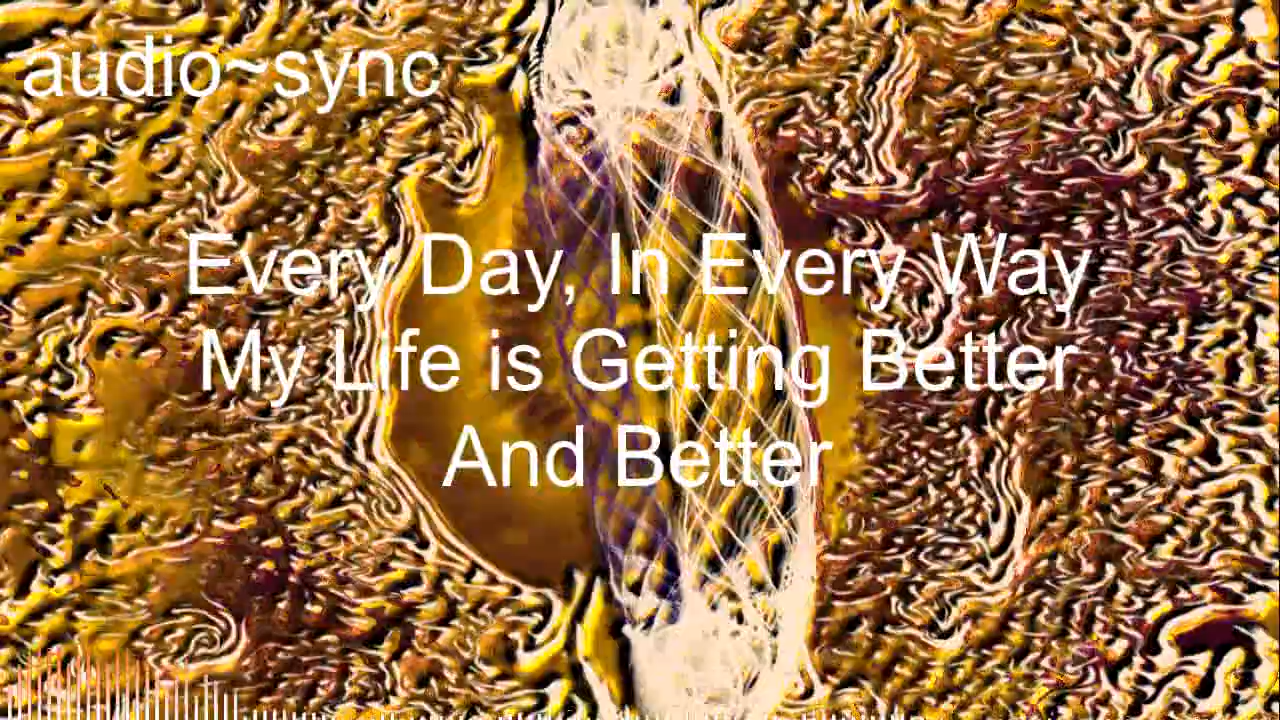 audio~sync
Every Day, In Every Way
My Life is Getting Better
And Better